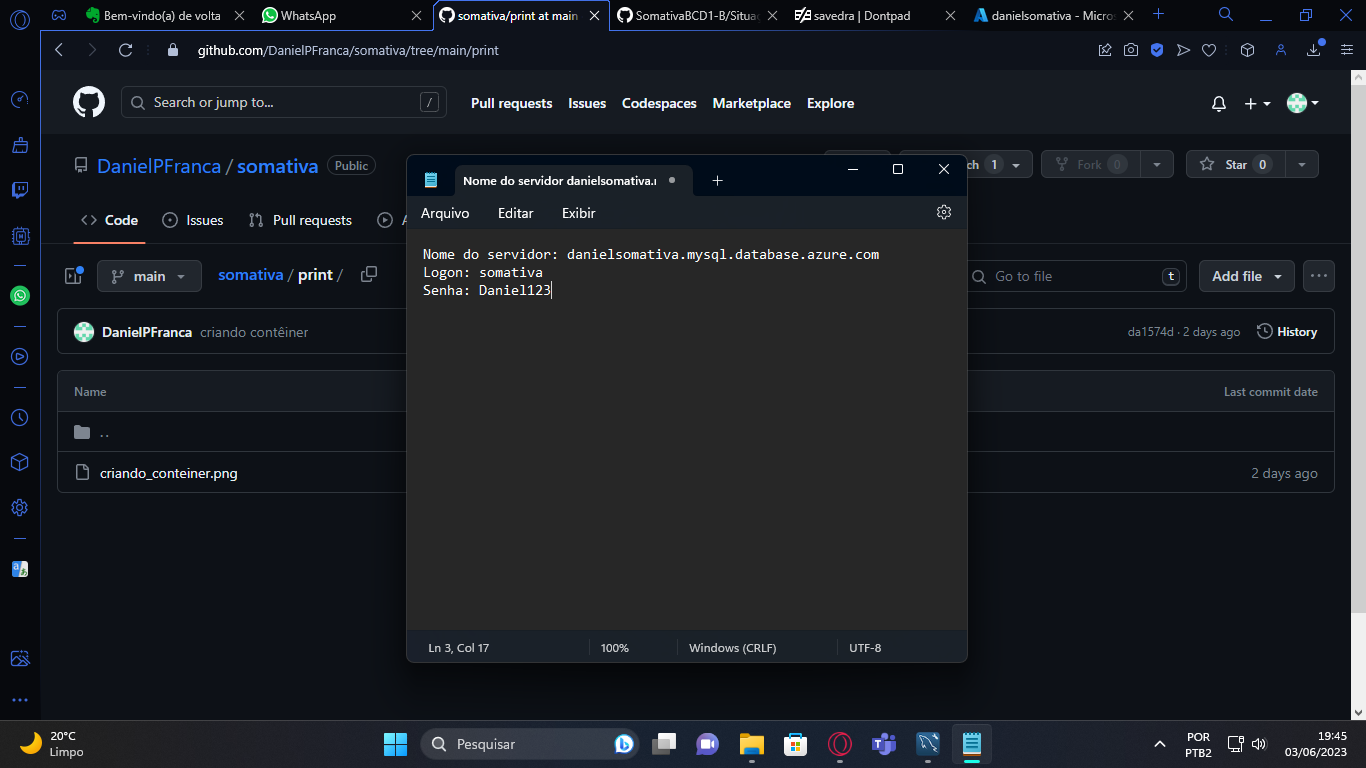 Bem-vindo(a) de volta
WhatsApp
somativa/print at main
SomativaBCD1-B/Situaç
savedra | Dontpad
danielsomativa - Micros
github.com/DanielPFranca/somativa/tree/main/print
Search or jump to...
/
Pull requests
Issues
Codespaces
Marketplace
Explore
DanielPFranca / somativa
Public
1
Fork 0
Star 0
Code
Issues
Pull requests
Nome do servidor danielsomativa.
Arquivo
Editar
Exibir
Nome do servidor: danielsomativa.mysql.database.azure.com
Logon: somativa
Senha: Daniel123
main
somativa / print /
Go to file
t
Add file
DanielPFranca criando contêiner
da1574d · 2 days ago
History
Name
Last commit date
..
criando_conteiner.png
2 days ago
Ln 3, Col 17
100%
Windows (CRLF)
UTF-8
20°C
Limpo
Pesquisar
POR
PTB2
19:45
03/06/2023